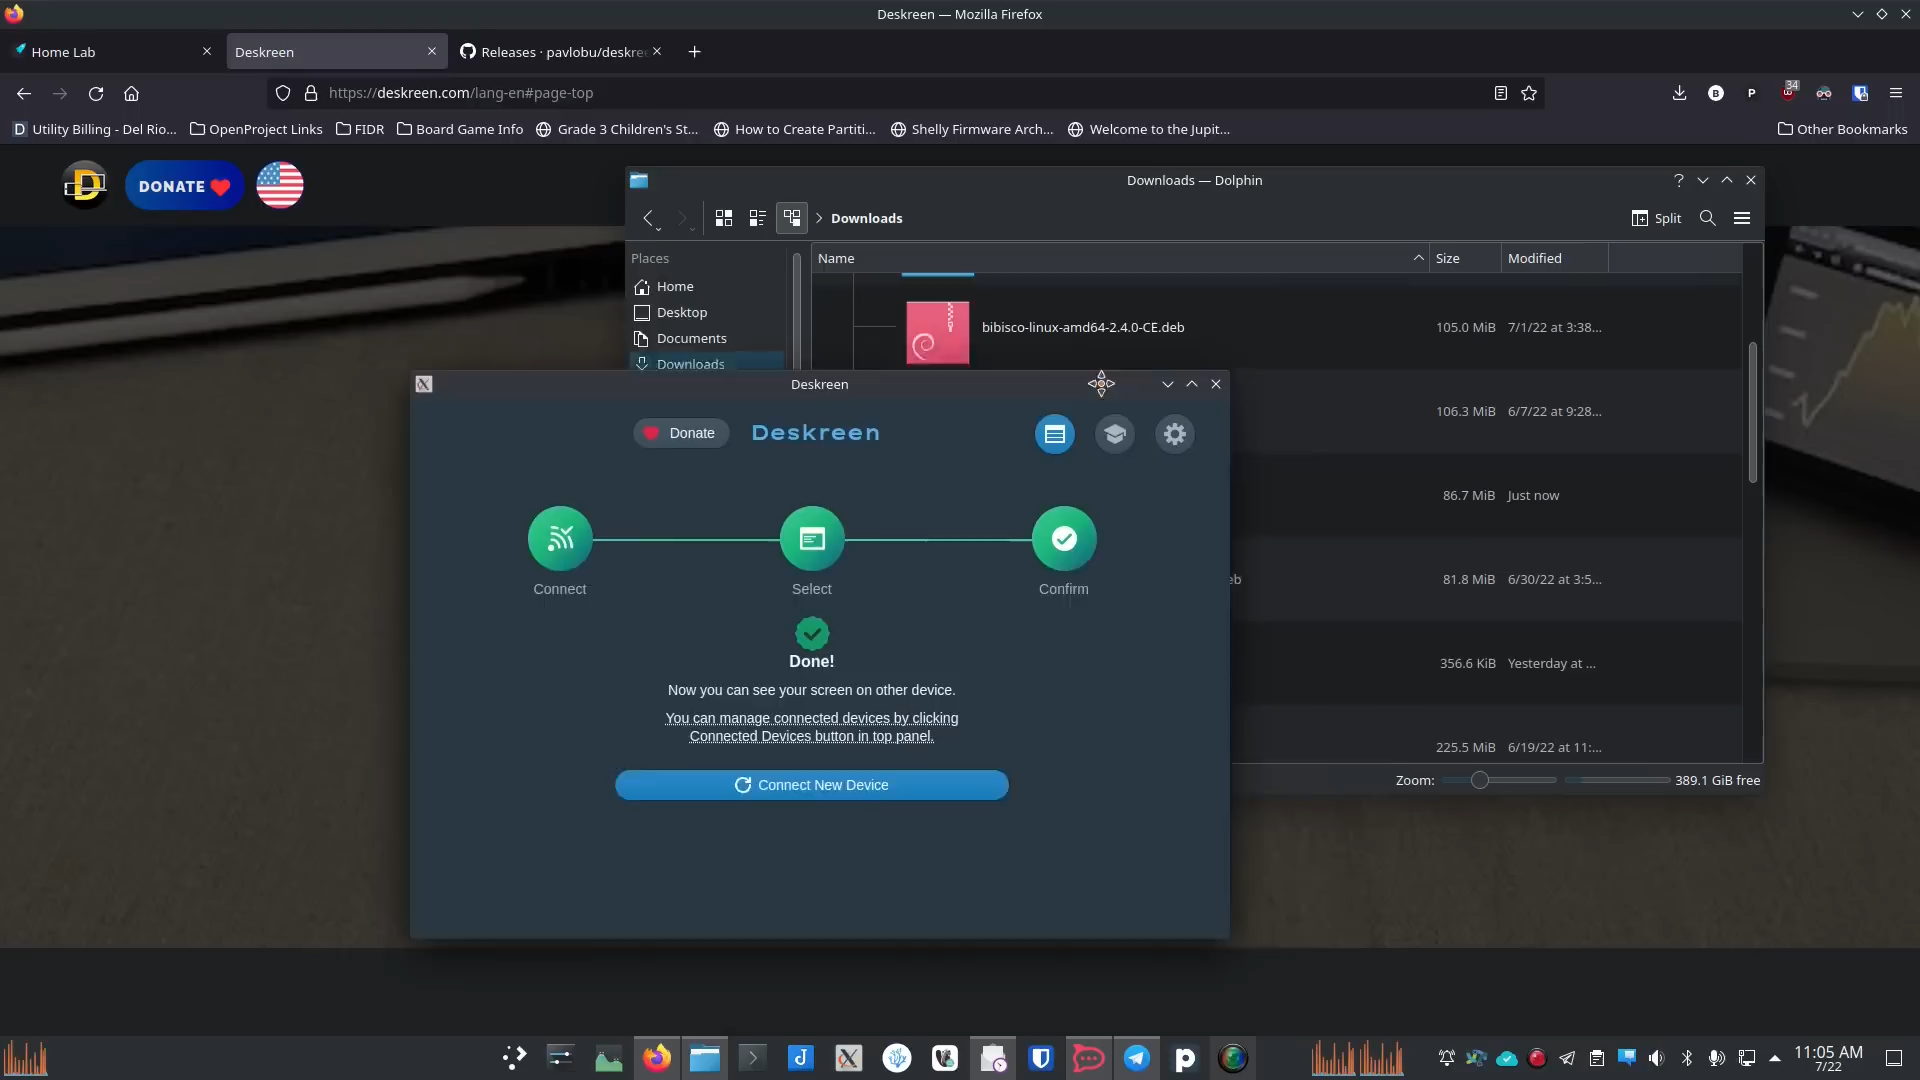 Deskreen — Mozilla Firefox
Home Lab
Deskreen
Releases · pavlobu/deskre
https://deskreen.com/lang-en#page-top
B
P
34
D Utility Billing - Del Rio...
OpenProject Links
FIDR
Board Game Info
Grade 3 Children's St...
How to Create Partiti...
Shelly Firmware Arch...
Welcome to the Jupit...
Other Bookmarks
D
DONATE
Downloads — Dolphin
?
Downloads
Split
Places
Name
Size
Modified
Home
Desktop
Documents
Downloads
bibisco-linux-amd64-2.4.0-CE.deb
105.0 MiB
7/1/22 at 3:38...
106.3 MiB
6/7/22 at 9:28...
86.7 MiB
Just now
eb
81.8 MiB
6/30/22 at 3:5...
356.6 KiB
Yesterday at ...
225.5 MiB
6/19/22 at 11:...
Zoom:
389.1 GiB free
Deskreen
Donate
Deskreen
Connect
Select
Confirm
Done!
Now you can see your screen on other device.
You can manage connected devices by clicking
Connected Devices button in top panel.
Connect New Device
11:05 AM
7/22